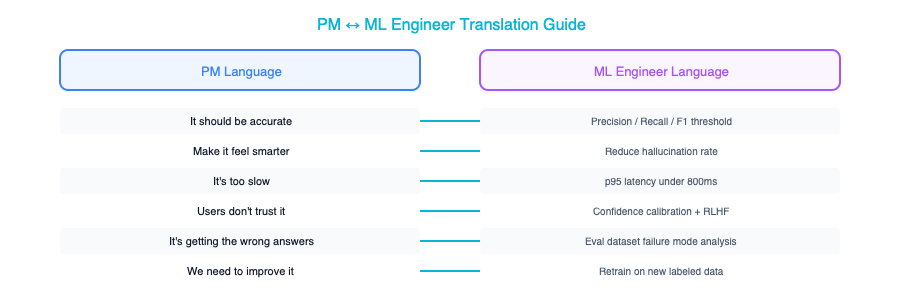 PM ↔ ML Engineer Translation Guide
PM Language
ML Engineer Language
It should be accurate
Precision / Recall / F1 threshold
Make it feel smarter
Reduce hallucination rate
It's too slow
p95 latency under 800ms
Users don't trust it
Confidence calibration + RLHF
It's getting the wrong answers
Eval dataset failure mode analysis
We need to improve it
Retrain on new labeled data